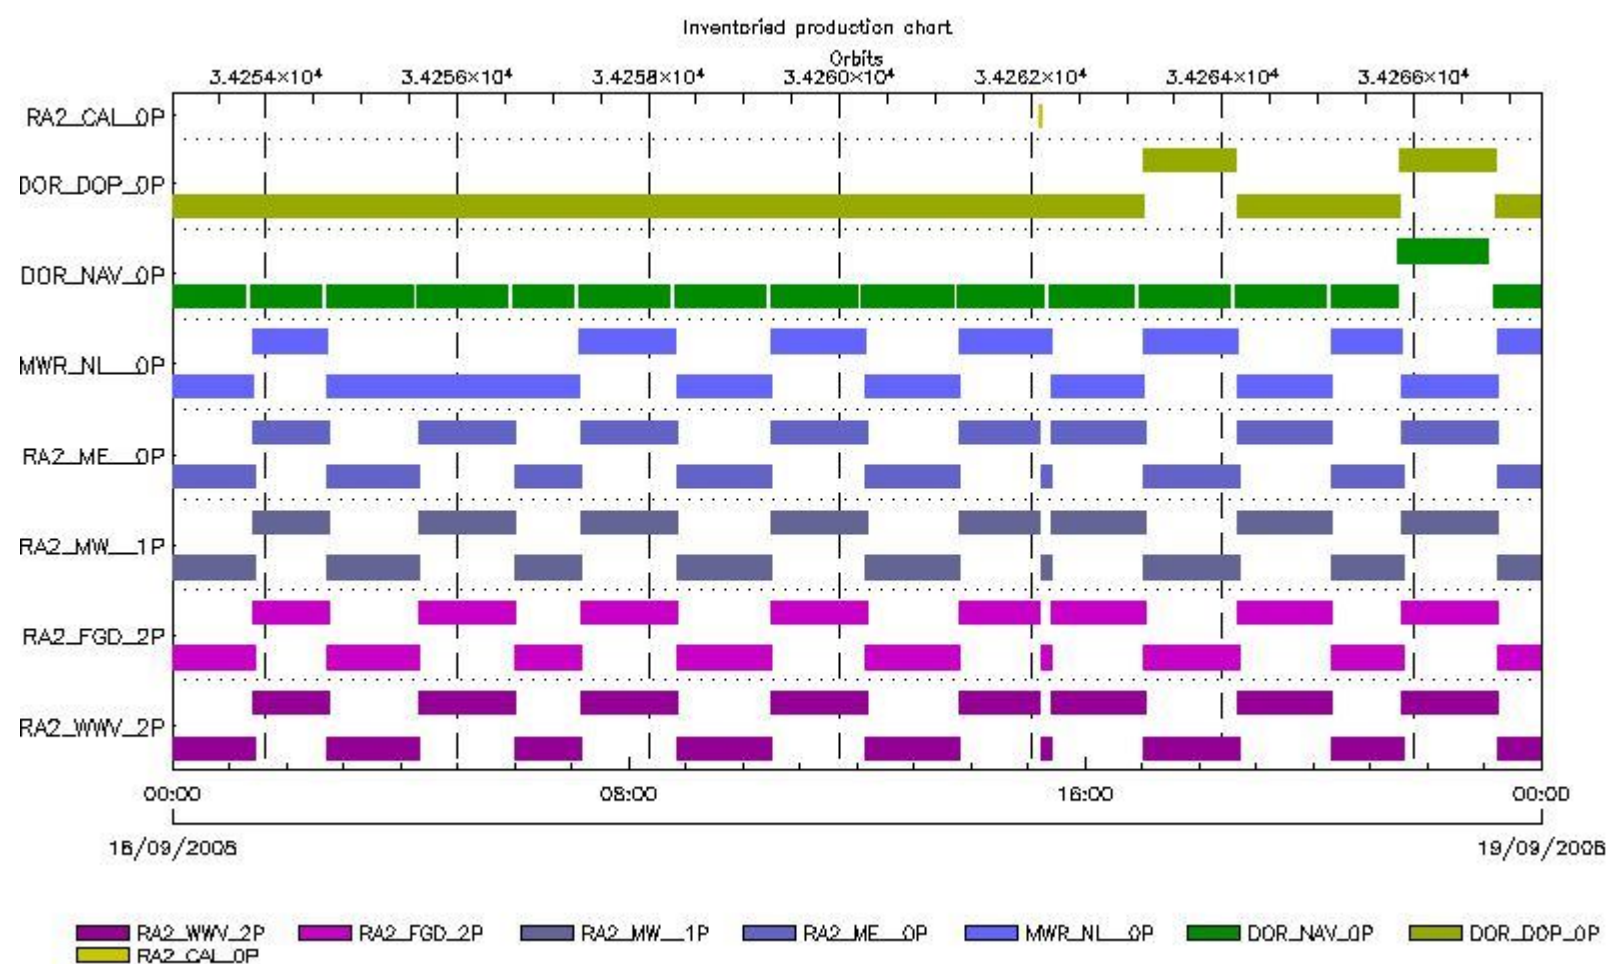 Inventoried production chart
Orbits
3.4254×10⁴ 3.4256×10⁴ 3.4258×10⁴ 3.4260×10⁴ 3.4262×10⁴ 3.4264×10⁴ 3.4266×10⁴
RA2_CAL_0P
DOR_DOP_0P
DOR_NAV_0P
MWR_NL__0P
RA2_ME__0P
RA2_MW__1P
RA2_FGD_2P
RA2_WWV_2P
00:00 08:00 16:00 00:00
18/09/2008 19/09/2008
RA2_WWV_2P RA2_FGD_2P RA2_MW__1P RA2_ME__0P MWR_NL__0P DOR_NAV_0P DOR_DOP_0P
RA2_CAL_0P